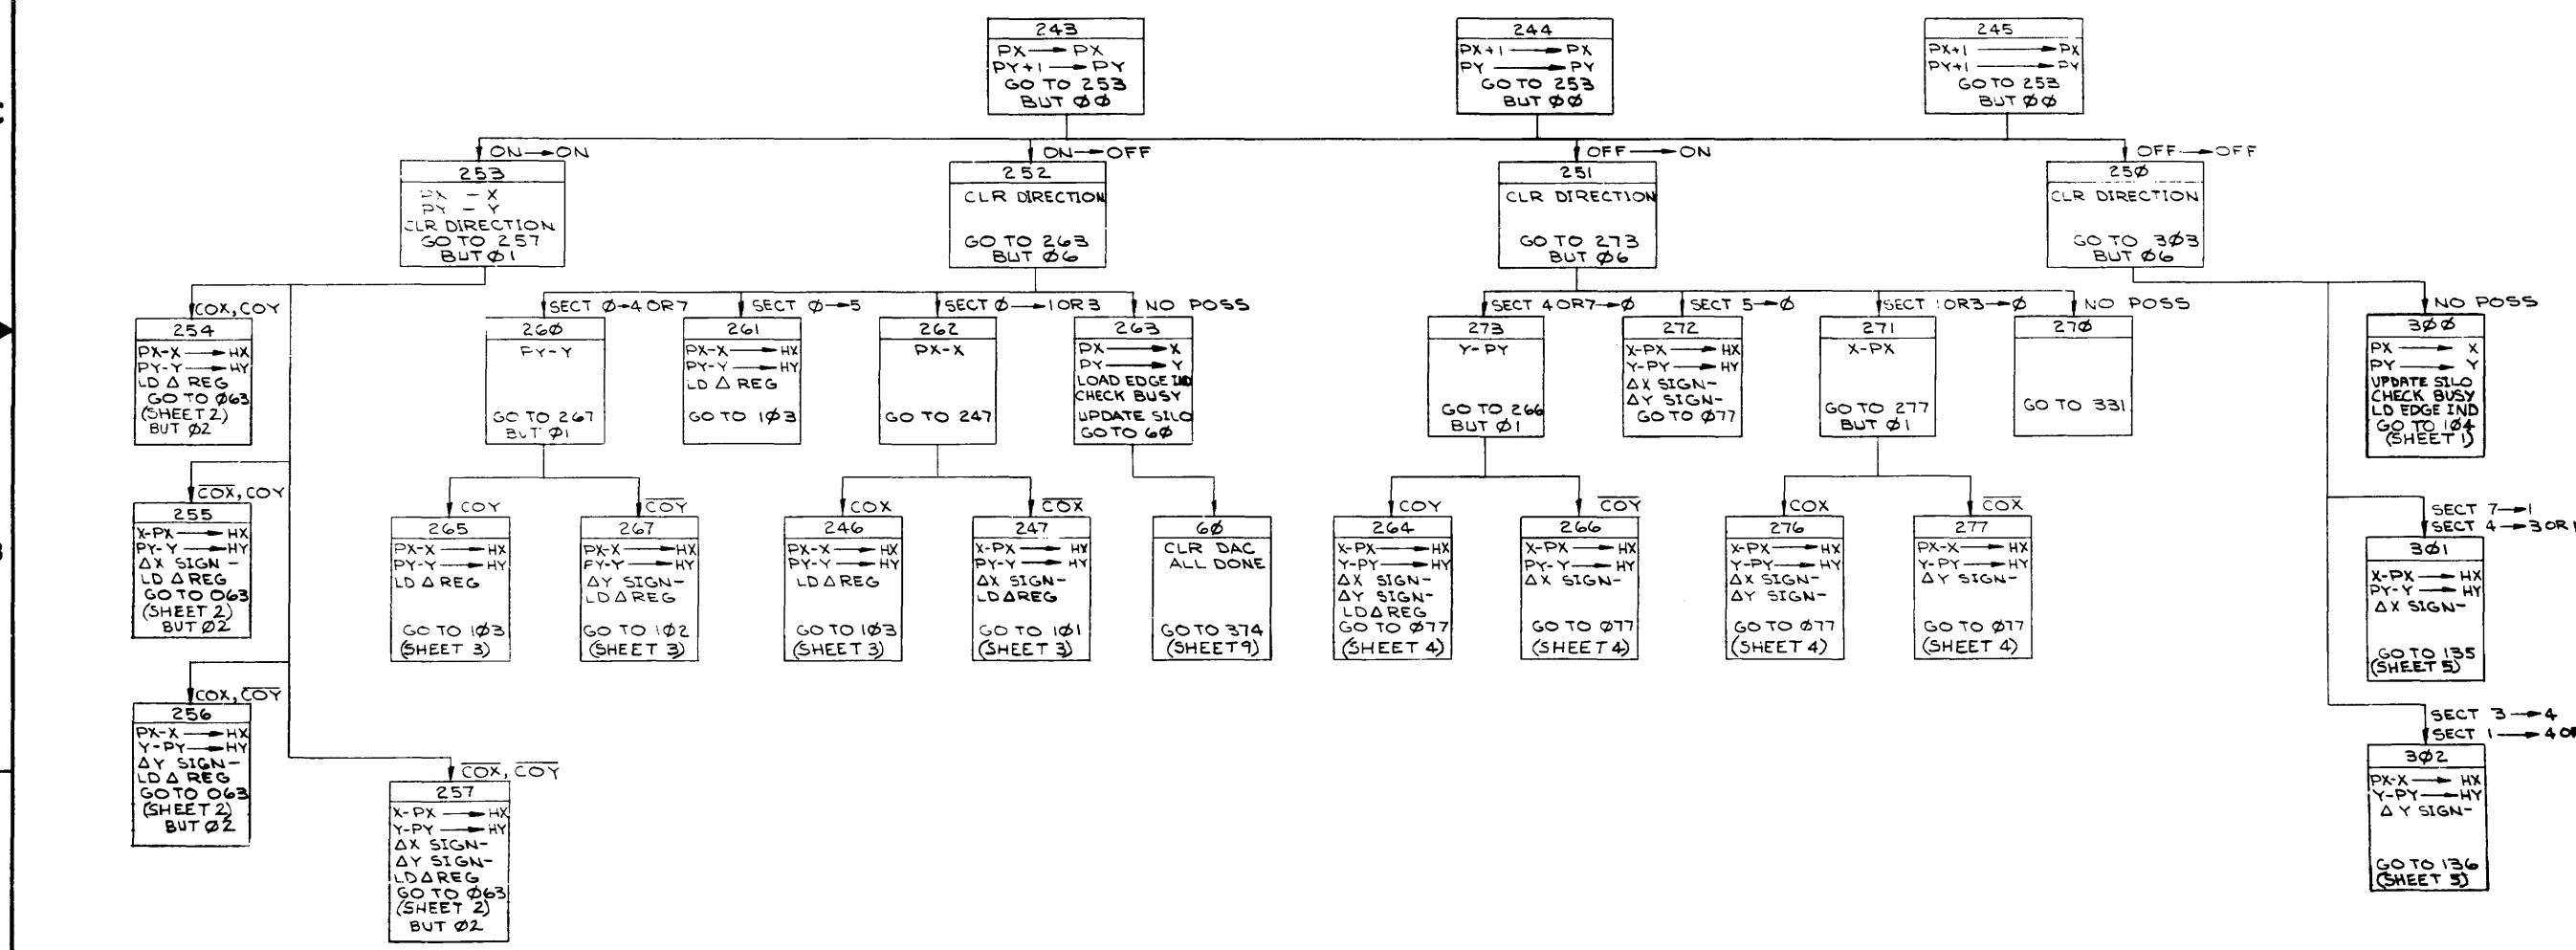 243
PX → PX
PY+1 → PY
GO TO 253
BUT ØØ
244
PX+1 → PX
PY → PY
GO TO 253
BUT ØØ
245
PX+1 → PX
PY+1 → PY
GO TO 253
BUT ØØ
ON → ON
253
PX - X
PY - Y
CLR DIRECTION
GO TO 257
BUT Ø1
ON → OFF
252
CLR DIRECTION
GO TO 263
BUT Ø6
OFF → ON
251
CLR DIRECTION
GO TO 273
BUT Ø6
OFF → OFF
25Ø
CLR DIRECTION
GO TO 3Ø3
BUT Ø6
COX, COY
254
PX-X → HX
PY-Y → HY
LD Δ REG
GO TO Ø63
(SHEET 2)
BUT Ø2
SECT Ø→4 OR7
26Ø
PY-Y
GO TO 267
BUT Ø1
SECT Ø→5
261
PX-X → HX
PY-Y → HY
LD Δ REG
GO TO 1Ø3
SECT Ø → 1 OR 3
262
PX-X
GO TO 247
NO POSS
263
PX → X
PY → Y
LOAD EDGE IND
CHECK BUSY
UPDATE SILO
GO TO 6Ø
SECT 4 OR7→Ø
273
Y-PY
GO TO 266
BUT Ø1
SECT 5→Ø
272
X-PX → HX
Y-PY → HY
ΔX SIGN-
ΔY SIGN-
GO TO Ø77
SECT 1 OR3→Ø
271
X-PX
GO TO 277
BUT Ø1
NO POSS
27Ø
GO TO 331
NO POSS
3ØØ
PX → X
PY → Y
UPDATE SILO
CHECK BUSY
LD EDGE IND
GO TO 1Ø4
(SHEET 1)
C̅O̅X̅, COY
255
X-PX → HX
PY-Y → HY
ΔX SIGN -
LD Δ REG
GO TO 063
(SHEET 2)
BUT Ø2
COY
265
PX-X → HX
PY-Y → HY
LD Δ REG
GO TO 1Ø3
(SHEET 3)
C̅O̅Y̅
267
PX-X → HX
PY-Y → HY
ΔY SIGN-
LD Δ REG
GO TO 1Ø2
(SHEET 3)
COX
246
PX-X → HX
PY-Y → HY
LD Δ REG
GO TO 1Ø3
(SHEET 3)
C̅O̅X̅
247
X-PX → HX
PY-Y → HY
ΔX SIGN-
LD Δ REG
GO TO 1Ø1
(SHEET 3)
6Ø
CLR DAC
ALL DONE
GO TO 374
(SHEET 9)
COY
264
X-PX → HX
Y-PY → HY
ΔX SIGN-
ΔY SIGN-
LD Δ REG
GO TO Ø77
(SHEET 4)
C̅O̅Y̅
266
X-PX → HX
PY-Y → HY
ΔX SIGN-
GO TO Ø77
(SHEET 4)
COX
276
X-PX → HX
Y-PY → HY
ΔX SIGN-
ΔY SIGN-
GO TO Ø77
(SHEET 4)
C̅O̅X̅
277
PX-X → HX
Y-PY → HY
ΔY SIGN-
GO TO Ø77
(SHEET 4)
SECT 7→1
SECT 4 → 3 OR
301
X-PX → HX
PY-Y → HY
ΔX SIGN-
GO TO 135
(SHEET 5)
COX, C̅O̅Y̅
256
PX-X → HX
Y-PY → HY
ΔY SIGN-
LD Δ REG
GO TO 063
(SHEET 2)
BUT Ø2
C̅O̅X̅, C̅O̅Y̅
257
X-PX → HX
Y-PY → HY
ΔX SIGN-
ΔY SIGN-
LD Δ REG
GO TO Ø63
(SHEET 2)
BUT Ø2
SECT 3 → 4
SECT 1 → 4 OR
3Ø2
PX-X → HX
Y-PY → HY
ΔY SIGN-
GO TO 136
(SHEET 5)